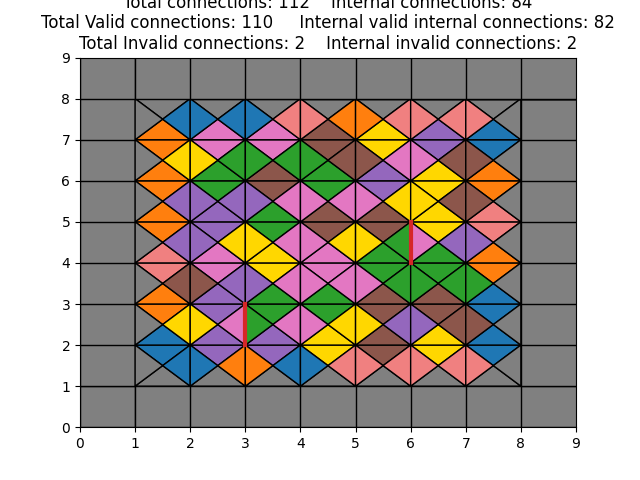 Total connections: 112    Internal connections: 84
Total Valid connections: 110    Internal valid internal connections: 82
Total Invalid connections: 2    Internal invalid connections: 2
9
8
7
6
5
4
3
2
1
0
0 1 2 3 4 5 6 7 8 9